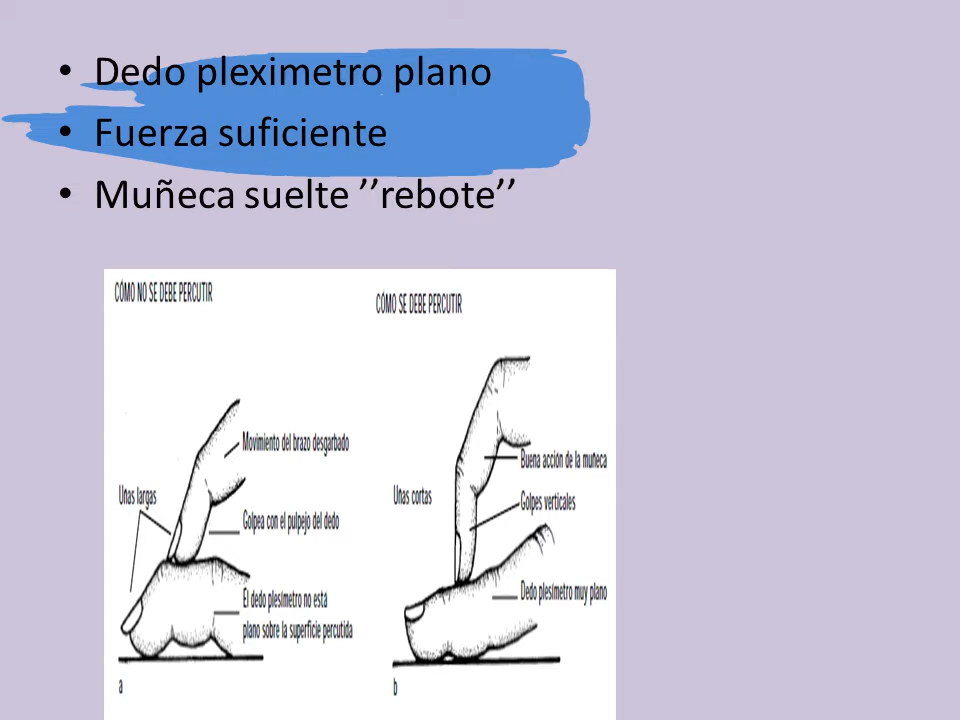 • Dedo pleximetro plano
• Fuerza suficiente
• Muñeca suelte ’’rebote’’
CÓMO NO SE DEBE PERCUTIR
Movimiento del brazo desgarbado
Unas largas
Golpea con el pulpejo del dedo
El dedo plesímetro no está
plano sobre la superficie percutida
a
CÓMO SE DEBE PERCUTIR
Buena acción de la muñeca
Unas cortas
Golpes verticales
Dedo plesímetro muy plano
b